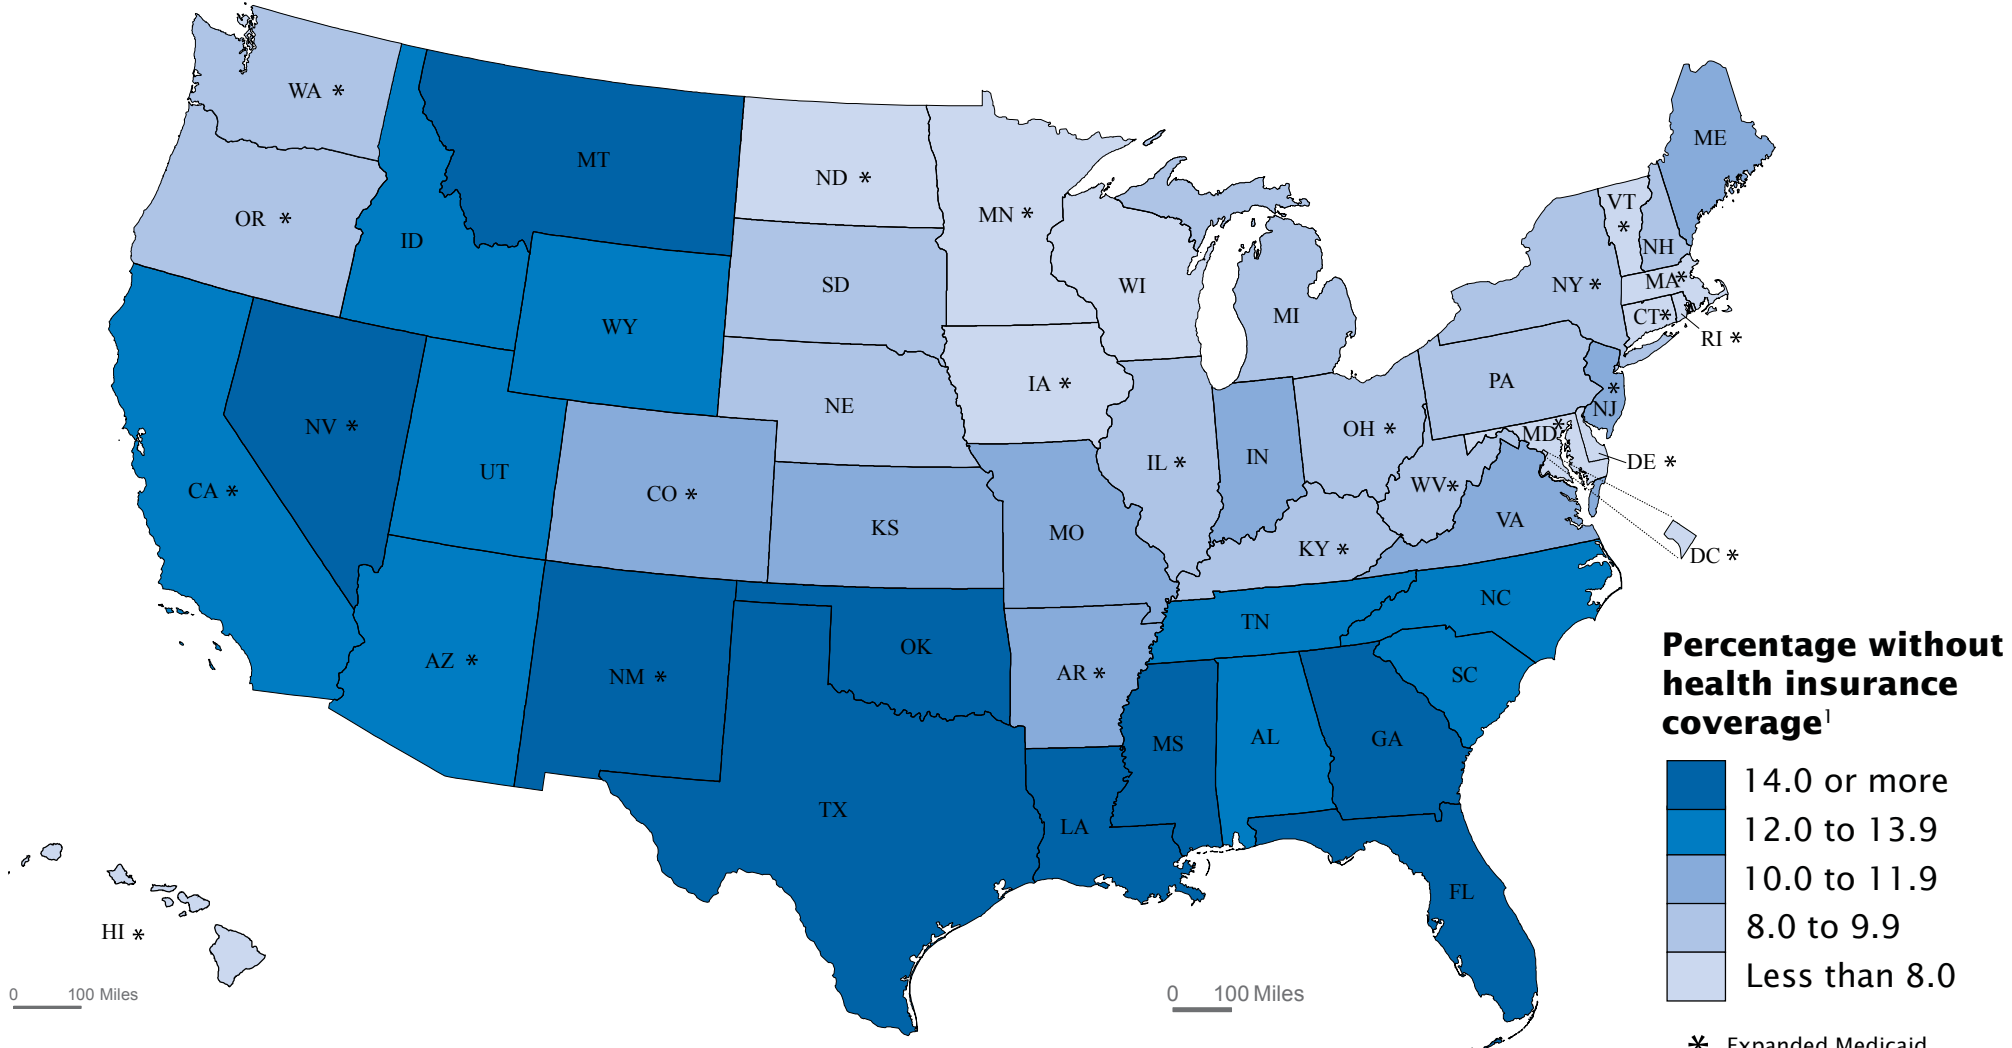 WA *
MT
ND *
MN *
ME
VT
*
OR *
ID
NH
SD
WI
NY *
MA*
MI
CT*
WY
RI *
IA *
PA
*
NE
NJ
NV *
OH *
MD*
UT
IL *
IN
DE *
CA *
CO *
WV*
KS
MO
VA
KY *
DC *
NC
TN
OK
AZ *
NM *
AR *
SC
MS
AL
GA
TX
LA
FL
HI *
0 100 Miles
0 100 Miles
Percentage without
health insurance
coverage1
14.0 or more
12.0 to 13.9
10.0 to 11.9
8.0 to 9.9
Less than 8.0
* Expanded Medicaid